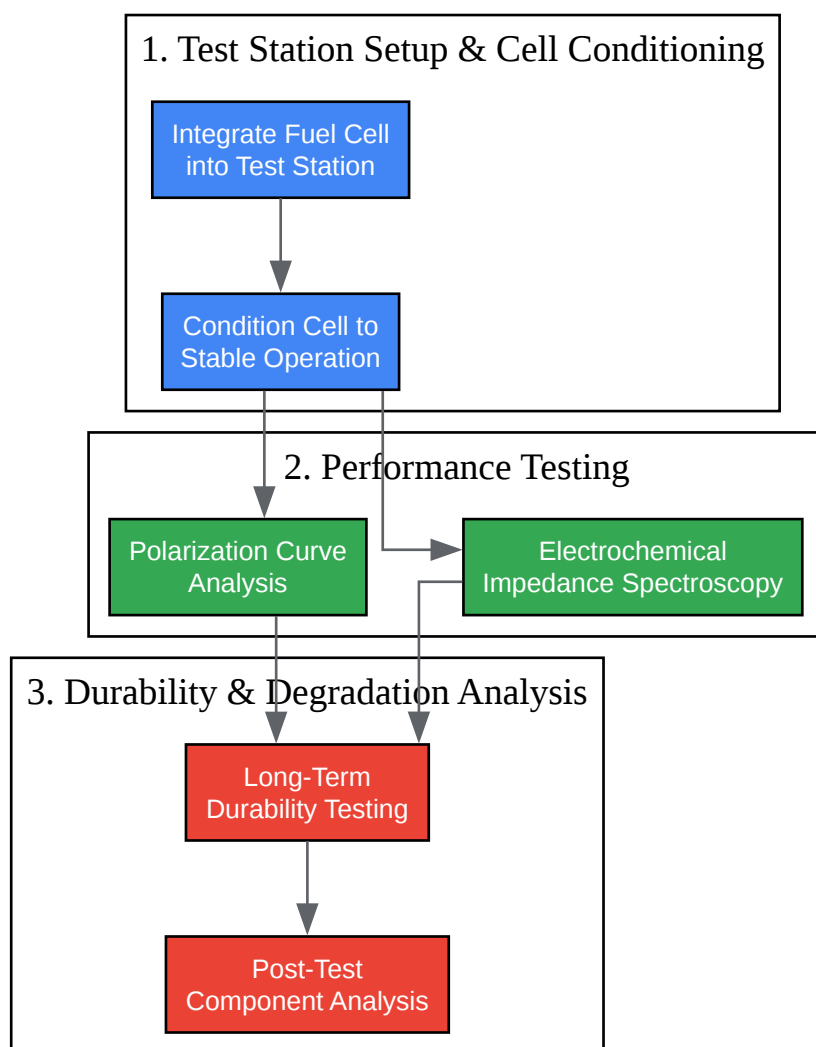 1. Test Station Setup & Cell Conditioning
Integrate Fuel Cell
into Test Station
Condition Cell to
Stable Operation
2. Performance Testing
Polarization Curve
Analysis
Electrochemical
Impedance Spectroscopy
3. Durability & Degradation Analysis
Long-Term
Durability Testing
Post-Test
Component Analysis